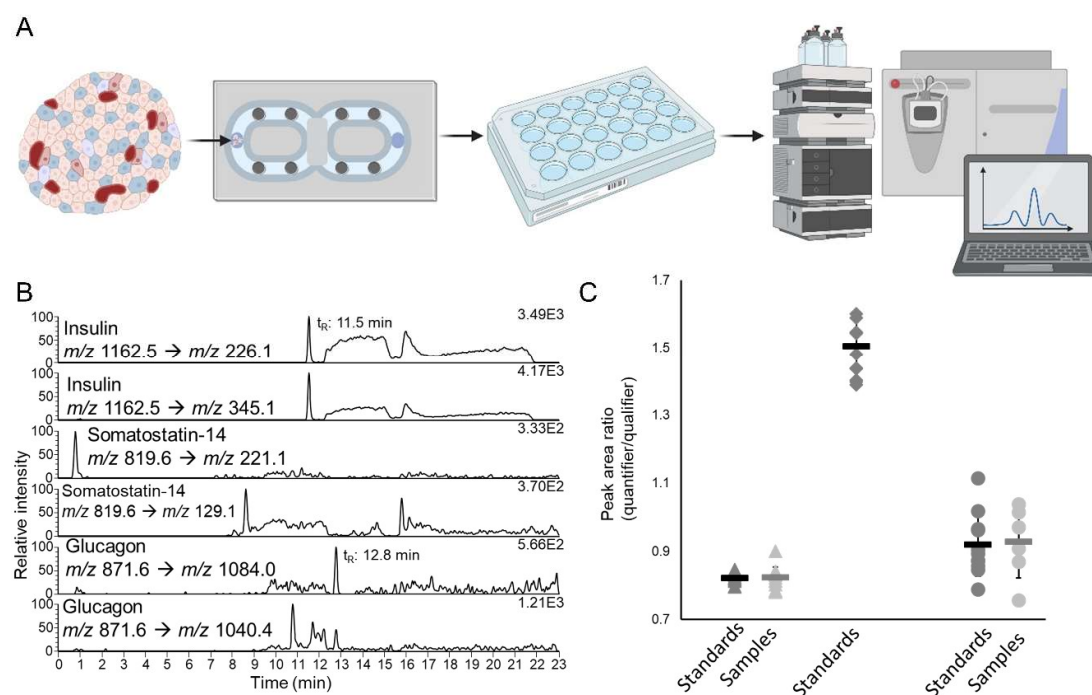 A
B
Insulin
m/z 1162.5 → m/z 226.1
tR: 11.5 min
3.49E3
100
50
0
Insulin
m/z 1162.5 → m/z 345.1
4.17E3
100
50
0
Somatostatin-14
m/z 819.6 → m/z 221.1
3.33E2
100
50
0
Somatostatin-14
m/z 819.6 → m/z 129.1
3.70E2
100
50
0
Glucagon
m/z 871.6 → m/z 1084.0
tR: 12.8 min
5.66E2
100
50
0
Glucagon
m/z 871.6 → m/z 1040.4
1.21E3
100
50
0
Relative intensity
0 1 2 3 4 5 6 7 8 9 10 11 12 13 14 15 16 17 18 19 20 21 22 23
Time (min)
C
Peak area ratio
(quantifier/qualifier)
1.7
1.5
1.3
1.1
0.9
0.7
Standards
Samples
Standards
Standards
Samples